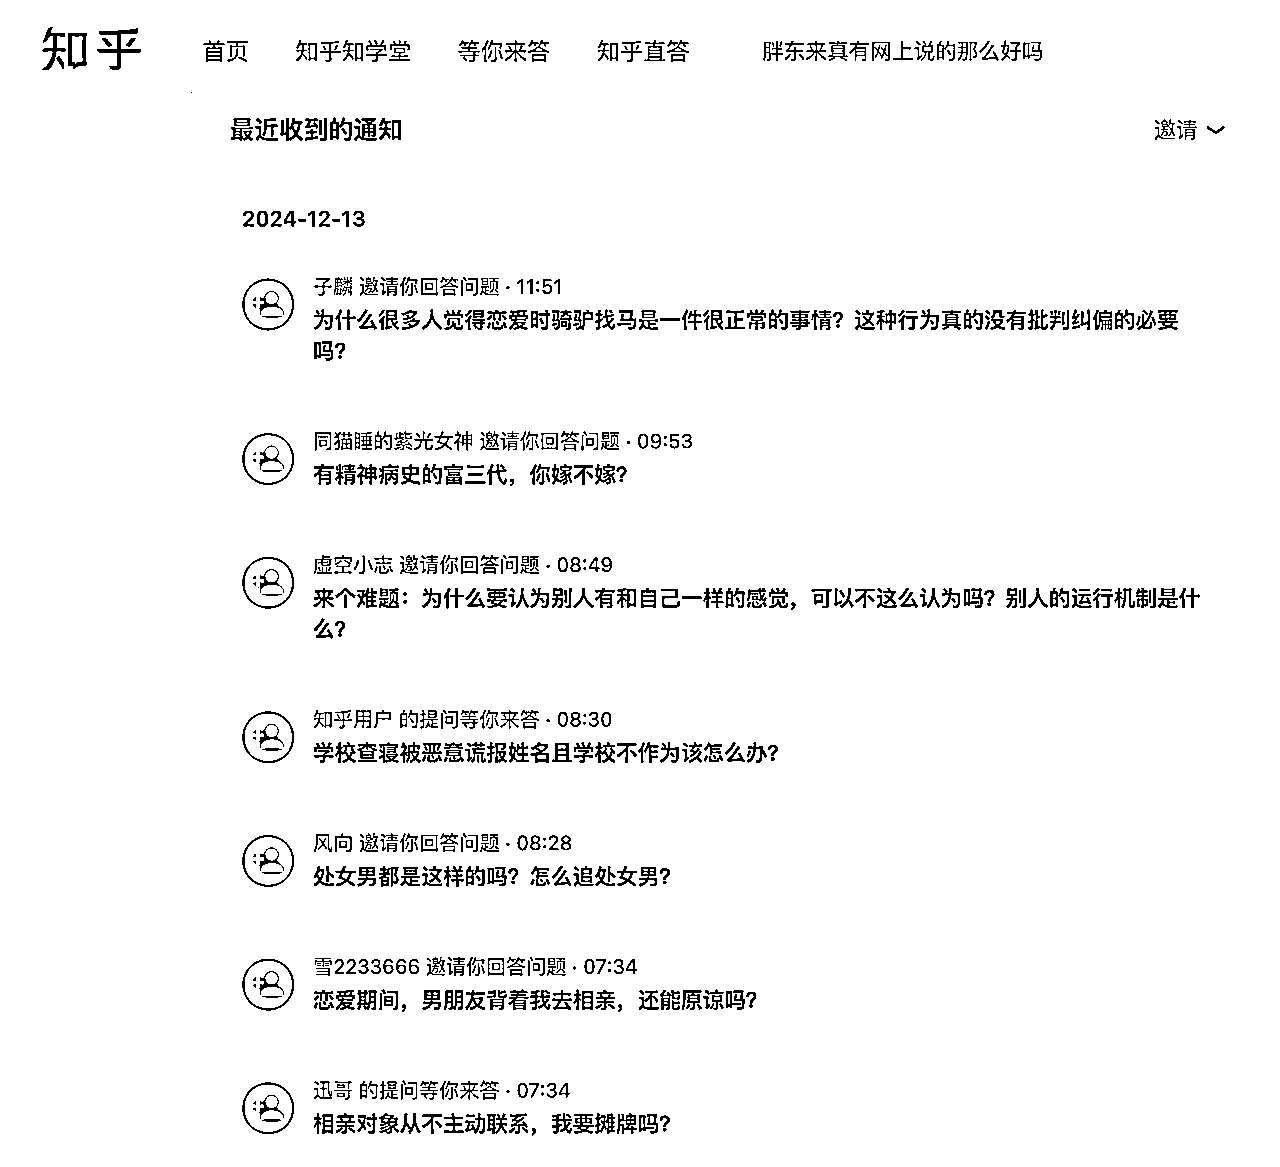 知乎 首页 知乎知学堂 等你来答 知乎直答 胖东来真有网上说的那么好吗
最近收到的通知 邀请
2024-12-13
子麟 邀请你回答问题 · 11:51
为什么很多人觉得恋爱时骑驴找马是一件很正常的事情？这种行为真的没有批判纠偏的必要
吗？
同猫睡的紫光女神 邀请你回答问题 · 09:53
有精神病史的富三代，你嫁不嫁？
虚空小志 邀请你回答问题 · 08:49
来个难题：为什么要认为别人有和自己一样的感觉，可以不这么认为吗？别人的运行机制是什
么？
知乎用户 的提问等你来答 · 08:30
学校查寝被恶意谎报姓名且学校不作为该怎么办？
风向 邀请你回答问题 · 08:28
处女男都是这样的吗？怎么追处女男？
雪2233666 邀请你回答问题 · 07:34
恋爱期间，男朋友背着我去相亲，还能原谅吗？
迅哥 的提问等你来答 · 07:34
相亲对象从不主动联系，我要摊牌吗？